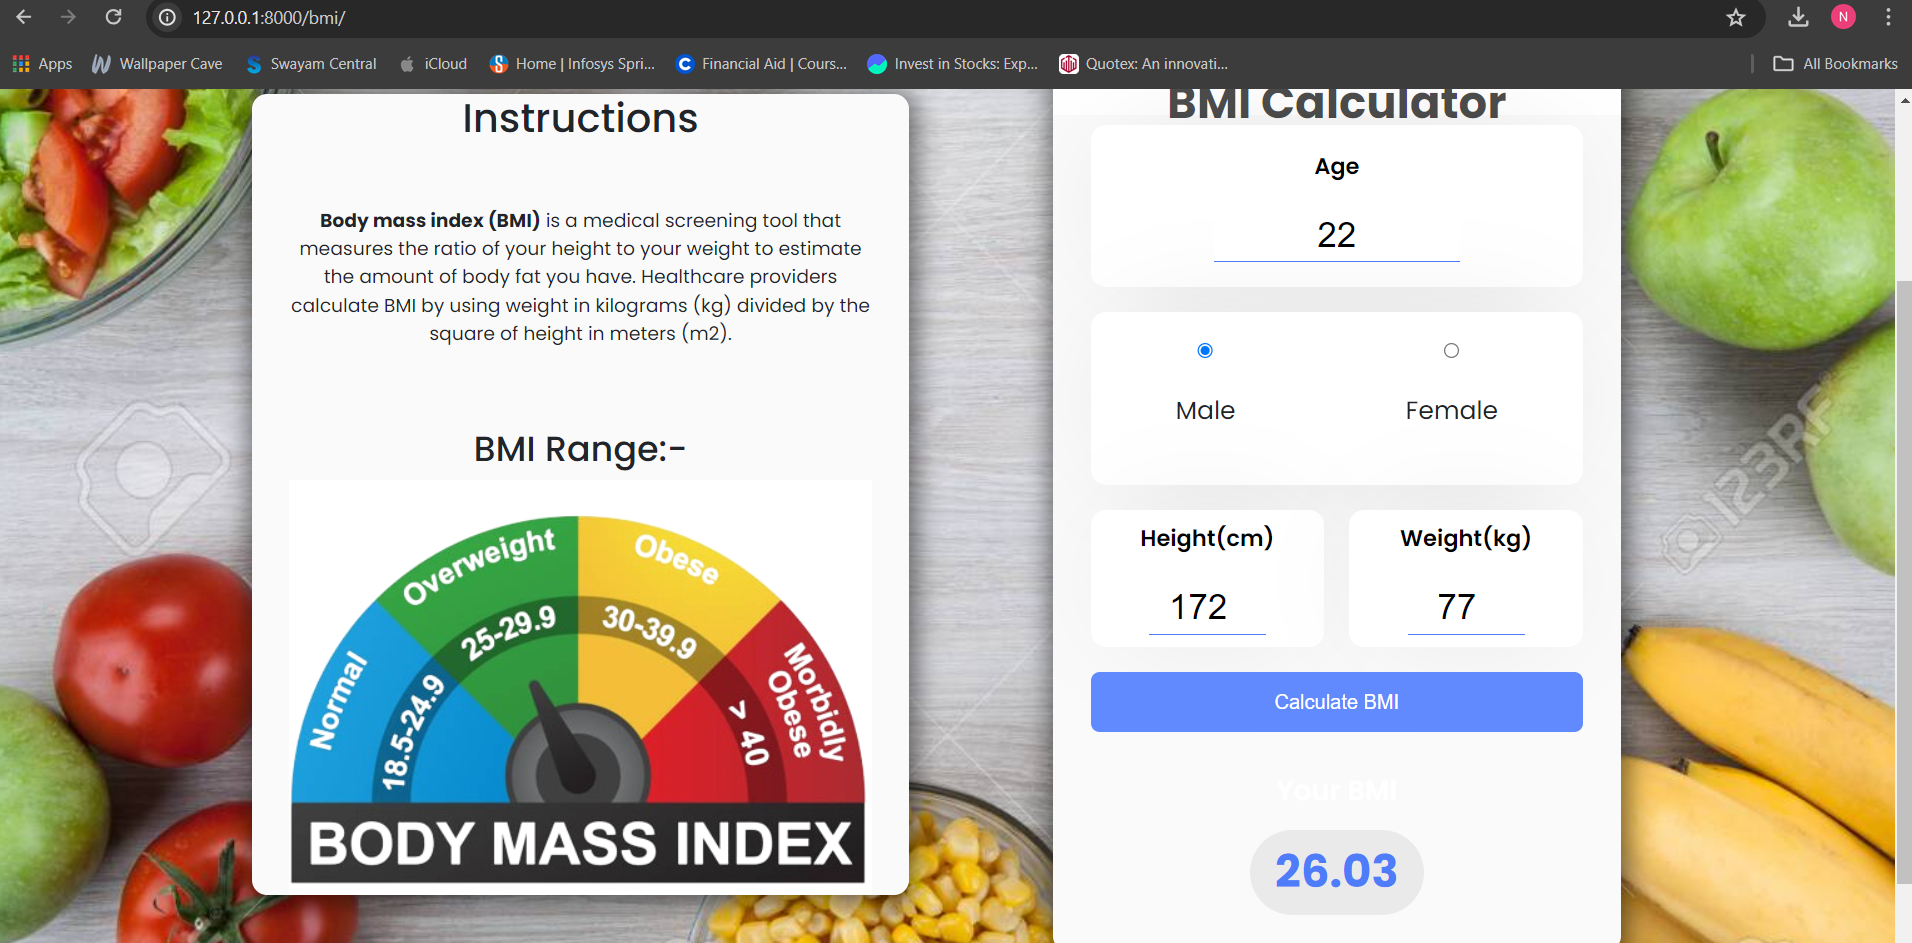 127.0.0.1:8000/bmi/
N
Apps
Wallpaper Cave
Swayam Central
iCloud
Home | Infosys Spri...
Financial Aid | Cours...
Invest in Stocks: Exp...
Quotex: An innovati...
All Bookmarks
Instructions
Body mass index (BMI) is a medical screening tool that
measures the ratio of your height to your weight to estimate
the amount of body fat you have. Healthcare providers
calculate BMI by using weight in kilograms (kg) divided by the
square of height in meters (m2).
BMI Range:-
Normal
18.5-24.9
Overweight
25-29.9
Obese
30-39.9
Morbidly
Obese
> 40
BODY MASS INDEX
BMI Calculator
Age
22
Male
Female
Height(cm)
Weight(kg)
172
77
Calculate BMI
Your BMI
26.03
123RF